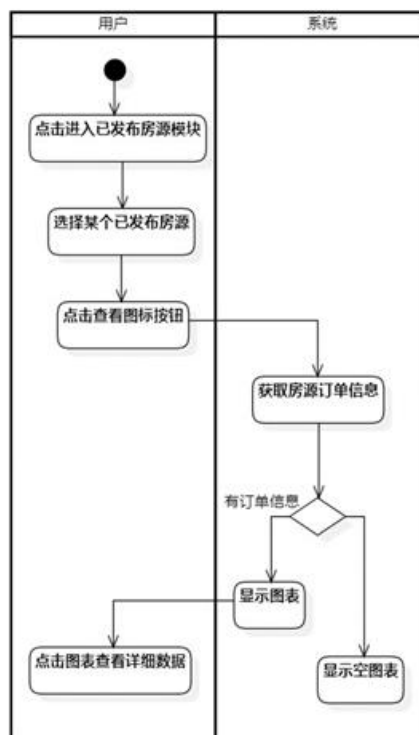 用户
系统
点击进入已发布房源模块
选择某个已发布房源
点击查看图标按钮
获取房源订单信息
有订单信息
显示图表
点击图表查看详细数据
显示空图表